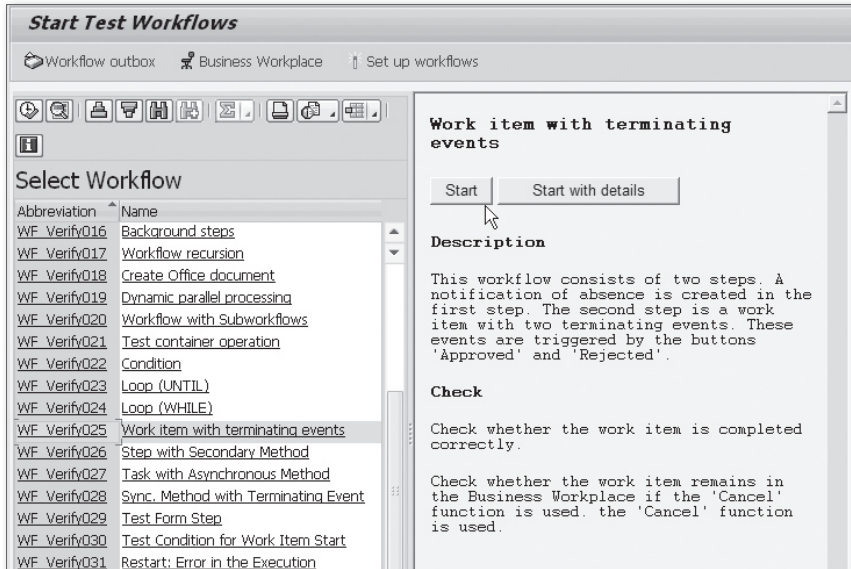 Start Test Workflows
Workflow outbox Business Workplace Set up workflows
Select Workflow
Abbreviation Name
WF_Verify016 Background steps
WF_Verify017 Workflow recursion
WF_Verify018 Create Office document
WF_Verify019 Dynamic parallel processing
WF_Verify020 Workflow with Subworkflows
WF_Verify021 Test container operation
WF_Verify022 Condition
WF_Verify023 Loop (UNTIL)
WF_Verify024 Loop (WHILE)
WF_Verify025 Work item with terminating events
WF_Verify026 Step with Secondary Method
WF_Verify027 Task with Asynchronous Method
WF_Verify028 Sync. Method with Terminating Event
WF_Verify029 Test Form Step
WF_Verify030 Test Condition for Work Item Start
WF_Verify031 Restart: Error in the Execution
Work item with terminating
events
Start Start with details
Description
This workflow consists of two steps. A
notification of absence is created in the
first step. The second step is a work
item with two terminating events. These
events are triggered by the buttons
'Approved' and 'Rejected'.
Check
Check whether the work item is completed
correctly.
Check whether the work item remains in
the Business Workplace if the 'Cancel'
function is used. the 'Cancel' function
is used.